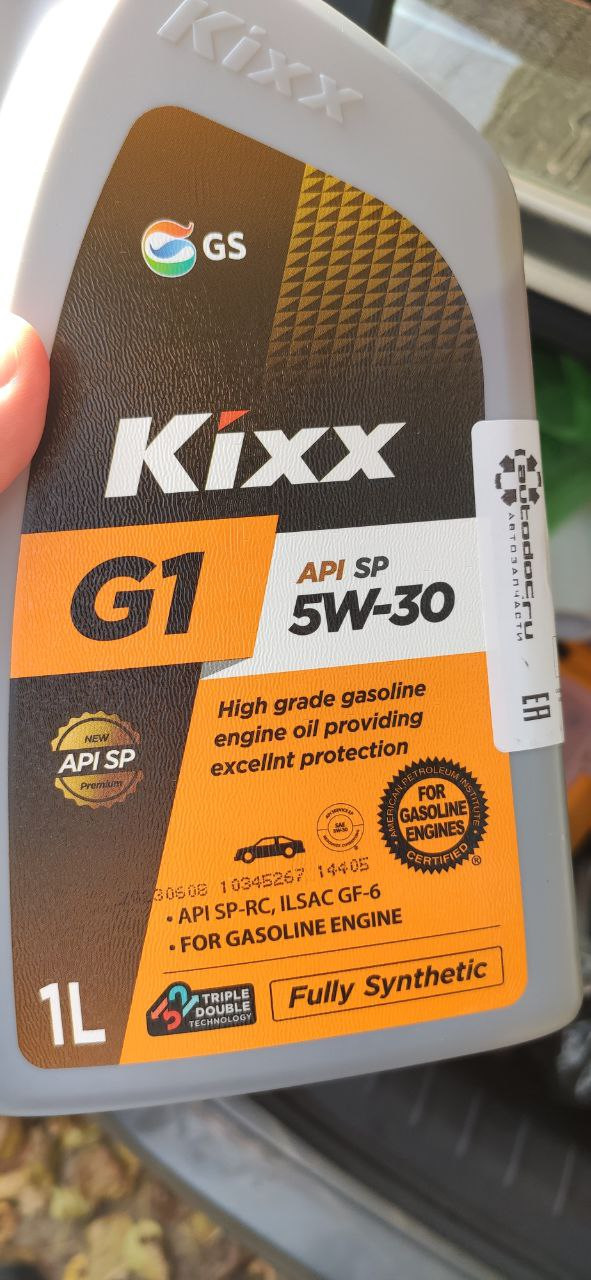 Kixx
GS
Kixx
G1
API SP
5W-30
autodoc.ru
АВТОЗАПЧАСТИ
High grade gasoline
engine oil providing
excellnt protection
NEW
API SP
Premium
AMERICAN PETROLEUM INSTITUTE
FOR
GASOLINE
ENGINES
CERTIFIED
®
SAE
5W-30
30608 10345267 14405
• API SP-RC, ILSAC GF-6
• FOR GASOLINE ENGINE
1L
TRIPLE
DOUBLE
TECHNOLOGY
Fully Synthetic